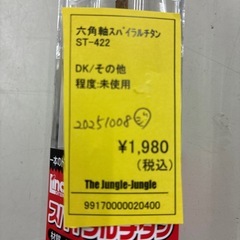 六角軸スパイラルチタン
ST-422
DK/その他
程度:未使用
20251008
¥1,980
(税込)
The Jungle-Jungle
99170000020400
スパイラルチタン